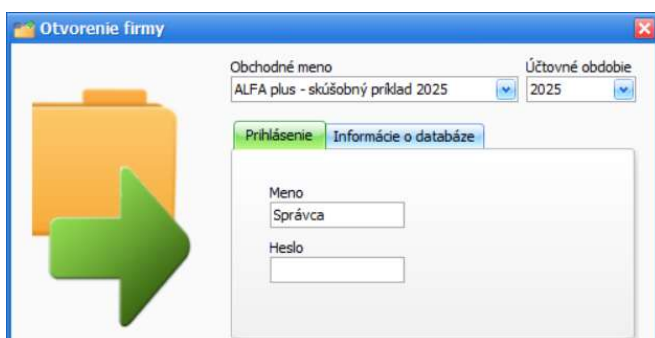 Otvorenie firmy
Obchodné meno
Účtovné obdobie
ALFA plus - skúšobný príklad 2025
2025
Prihlásenie
Informácie o databáze
Meno
Správca
Heslo